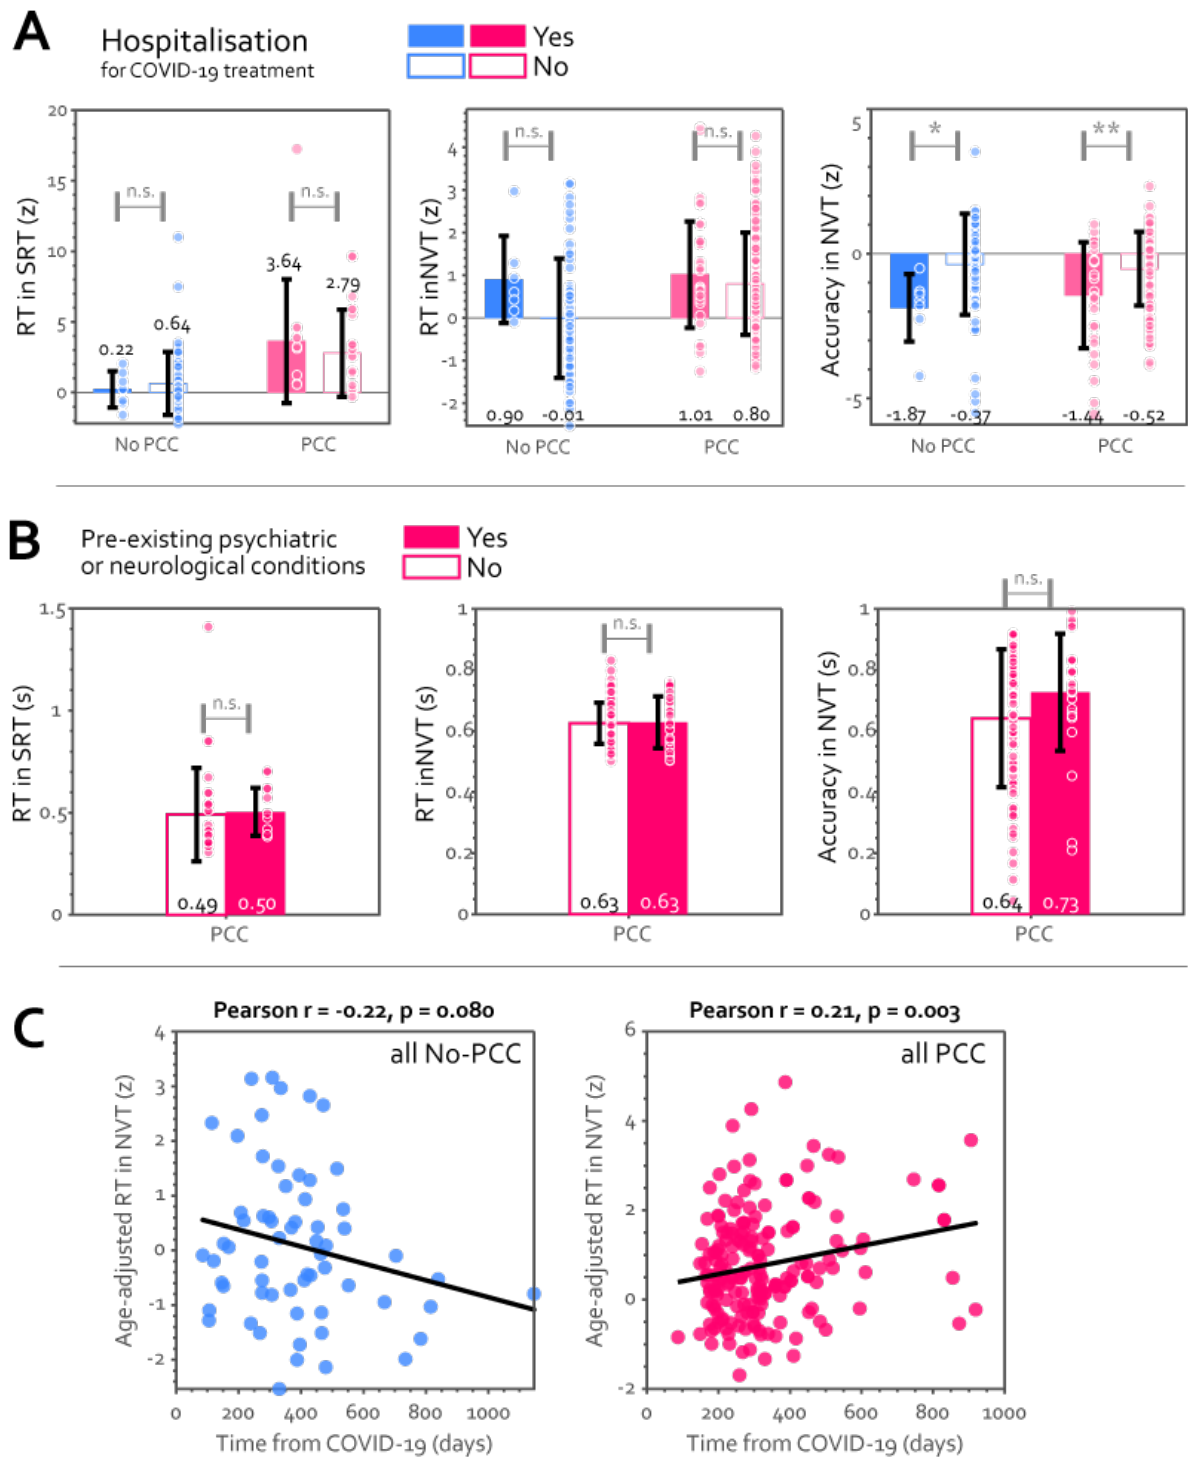 A
Hospitalisation
for COVID-19 treatment
Yes
No
RT in SRT (z)
20
15
10
5
0
n.s.
n.s.
0.22
0.64
3.64
2.79
No PCC
PCC
RT inNVT (z)
4
3
2
1
0
-1
-2
n.s.
n.s.
0.90
-0.01
1.01
0.80
No PCC
PCC
Accuracy in NVT (z)
5
0
-5
*
**
-1.87
-0.37
-1.44
-0.52
No PCC
PCC
B
Pre-existing psychiatric
or neurological conditions
Yes
No
RT in SRT (s)
1.5
1
0.5
0
n.s.
0.49
0.50
PCC
RT inNVT (s)
1
0.8
0.6
0.4
0.2
0
n.s.
0.63
0.63
PCC
Accuracy in NVT (s)
1
0.8
0.6
0.4
0.2
0
n.s.
0.64
0.73
PCC
C
Pearson r = -0.22, p = 0.080
all No-PCC
Age-adjusted RT in NVT (z)
4
3
2
1
0
-1
-2
0 200 400 600 800 1000
Time from COVID-19 (days)
Pearson r = 0.21, p = 0.003
all PCC
Age-adjusted RT in NVT (z)
6
4
2
0
-2
0 200 400 600 800 1000
Time from COVID-19 (days)